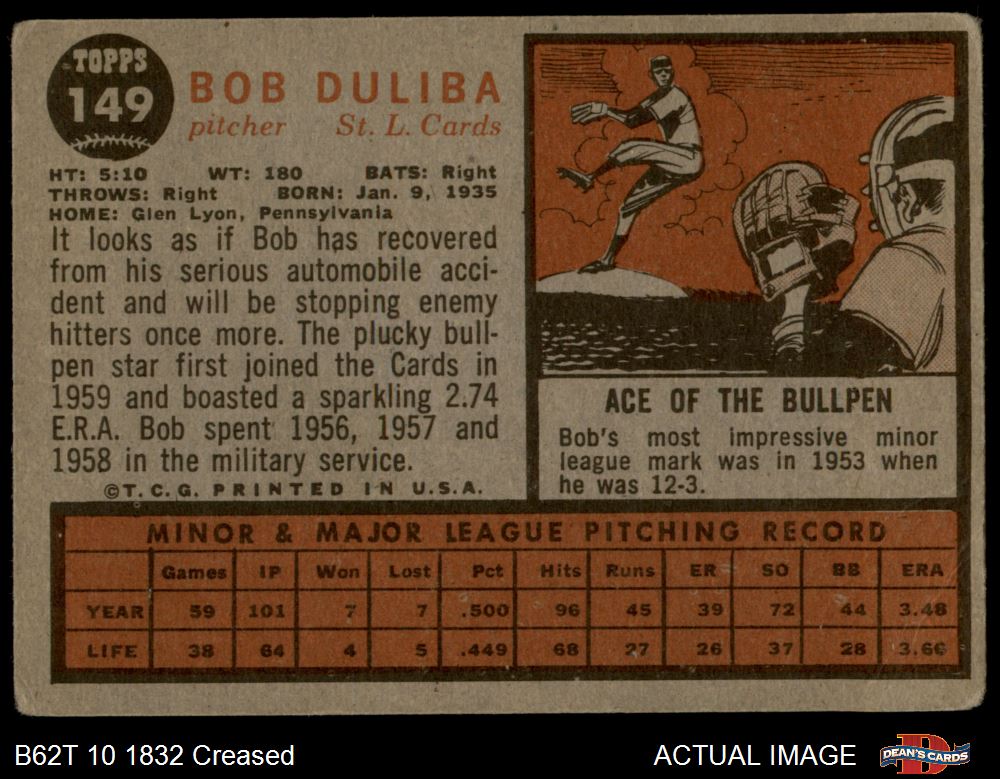 TOPPS
149
BOB DULIBA
pitcher St. L. Cards
HT: 5:10 WT: 180 BATS: Right
THROWS: Right BORN: Jan. 9, 1935
HOME: Glen Lyon, Pennsylvania
It looks as if Bob has recovered
from his serious automobile acci-
dent and will be stopping enemy
hitters once more. The plucky bull-
pen star first joined the Cards in
1959 and boasted a sparkling 2.74
E.R.A. Bob spent 1956, 1957 and
1958 in the military service.
©T. C. G. PRINTED IN U.S.A.
ACE OF THE BULLPEN
Bob's most impressive minor
league mark was in 1953 when
he was 12-3.
MINOR & MAJOR LEAGUE PITCHING RECORD
Games IP Won Lost Pct Hits Runs ER SO BB ERA
YEAR 59 101 7 7 .500 96 45 39 72 44 3.48
LIFE 38 64 4 5 .449 68 27 26 37 28 3.66
B62T 10 1832 Creased
ACTUAL IMAGE
DEAN'S CARDS